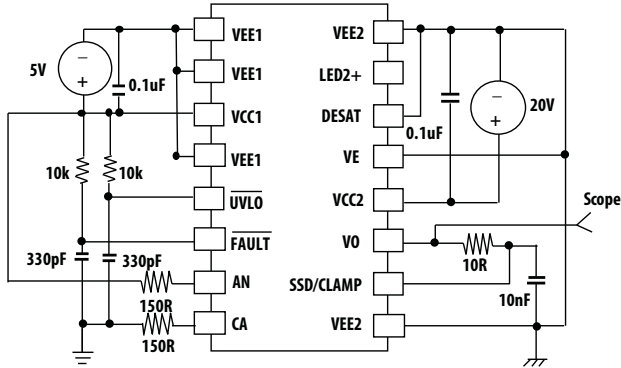 VEE1
VEE2
5V
VEE1
LED2+
0.1uF
20V
VCC1
DESAT
0.1uF
VEE1
VE
10k
10k
UVLO
VCC2
Scope
FAULT
VO
330pF
330pF
10R
AN
SSD/CLAMP
10nF
150R
CA
VEE2
150R